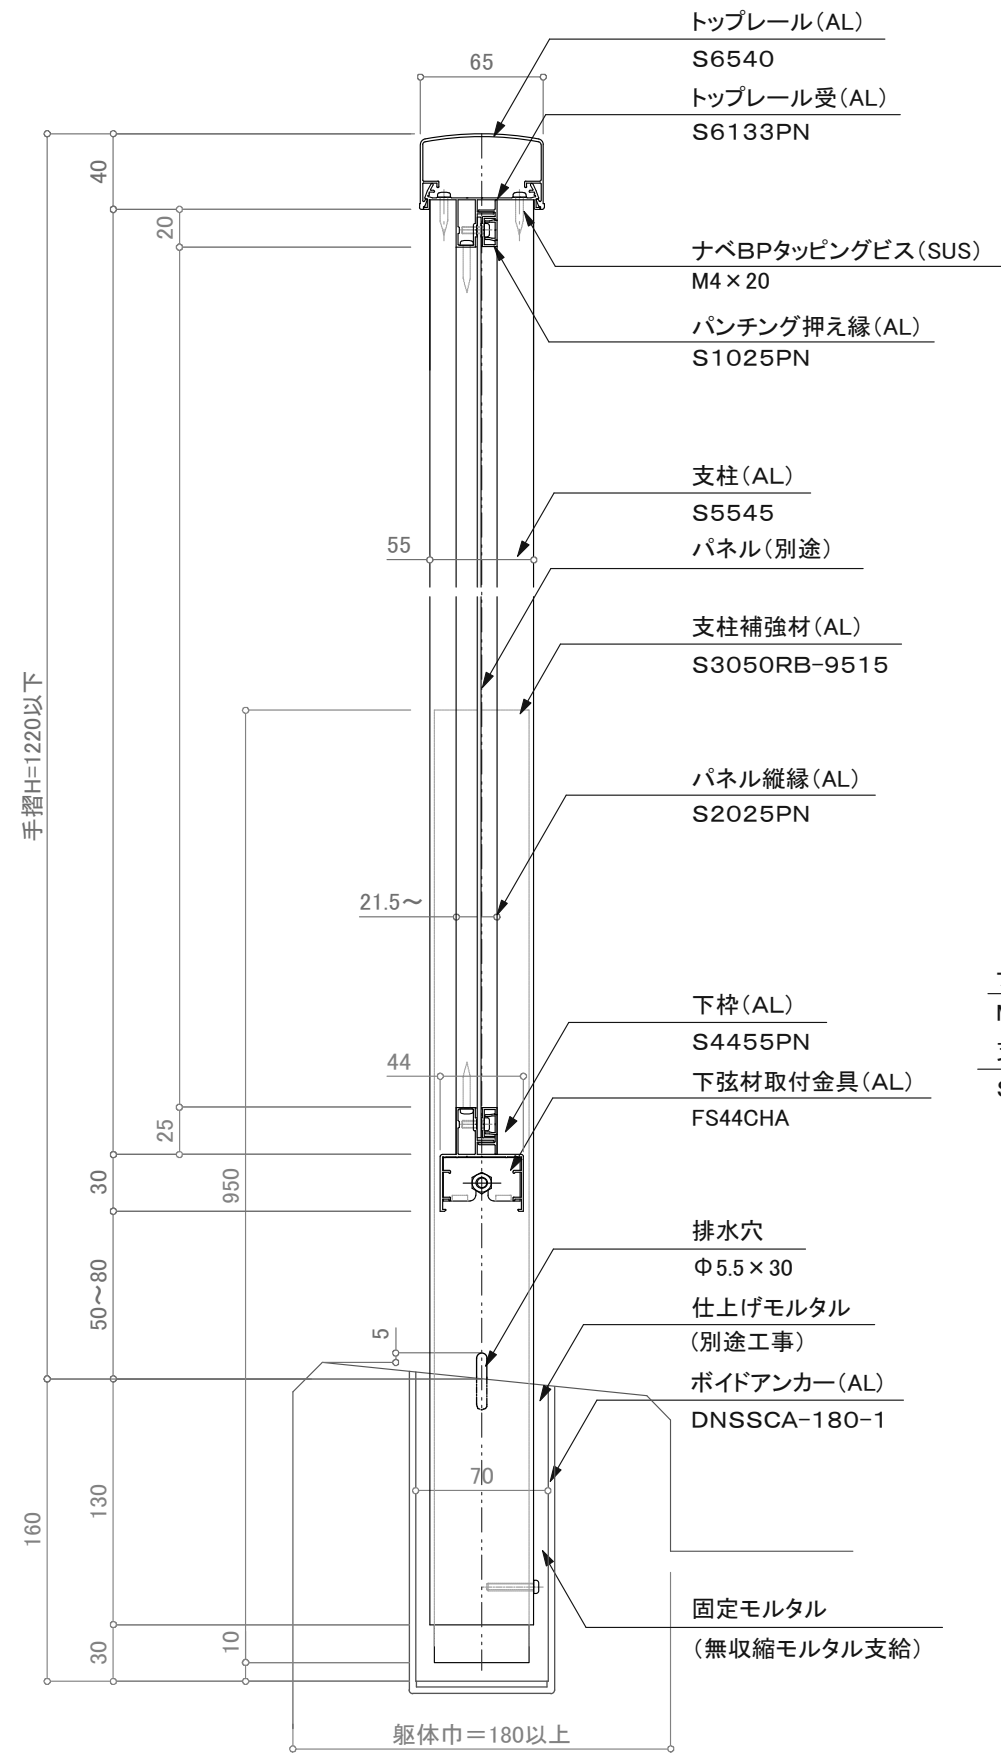 トップレール（AL）
S6540
65
トップレール受（AL）
S6133PN
40
20
ナベBPタッピングビス（SUS）
M4×20
パンチング押え縁（AL）
S1025PN
支柱（AL）
S5545
55
パネル（別途）
支柱補強材（AL）
S3050RB-9515
手摺H=1220以下
パネル縦縁（AL）
S2025PN
21.5～
下枠（AL）
S4455PN
44
下弦材取付金具（AL）
FS44CHA
25
30
950
排水穴
Φ5.5×30
50～80
仕上げモルタル
（別途工事）
5
ボイドアンカー（AL）
DNSSCA-180-1
70
130
160
固定モルタル
（無収縮モルタル支給）
30
10
躯体巾＝180以上